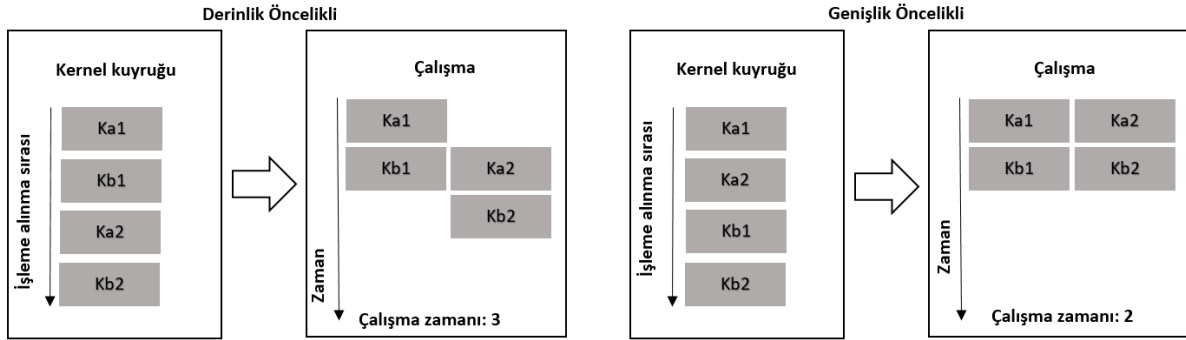 Derinlik Öncelikli
Kernel kuyruğu
İşleme alınma sırası
Ka1
Kb1
Ka2
Kb2
Çalışma
Zaman
Ka1
Kb1
Ka2
Kb2
Çalışma zamanı: 3
Genişlik Öncelikli
Kernel kuyruğu
İşleme alınma sırası
Ka1
Ka2
Kb1
Kb2
Çalışma
Zaman
Ka1
Ka2
Kb1
Kb2
Çalışma zamanı: 2